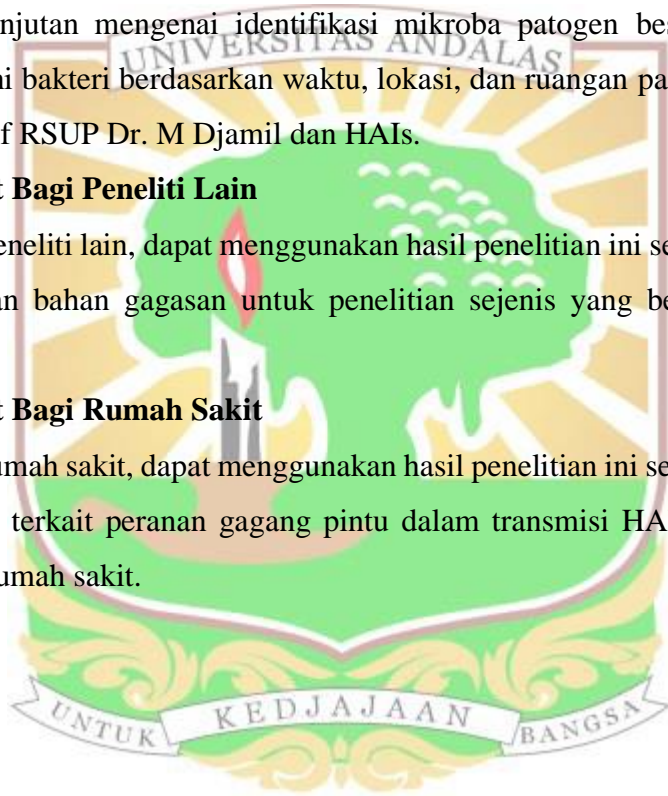 njutan mengenai identifikasi mikroba patogen bes
UNIVERSITAS ANDALAS
ni bakteri berdasarkan waktu, lokasi, dan ruangan pa
f RSUP Dr. M Djamil dan HAIs.
t Bagi Peneliti Lain
eneliti lain, dapat menggunakan hasil penelitian ini se
an bahan gagasan untuk penelitian sejenis yang be
t Bagi Rumah Sakit
umah sakit, dapat menggunakan hasil penelitian ini se
terkait peranan gagang pintu dalam transmisi HA
umah sakit.
UNTUK KEDJAJAAN BANGSA